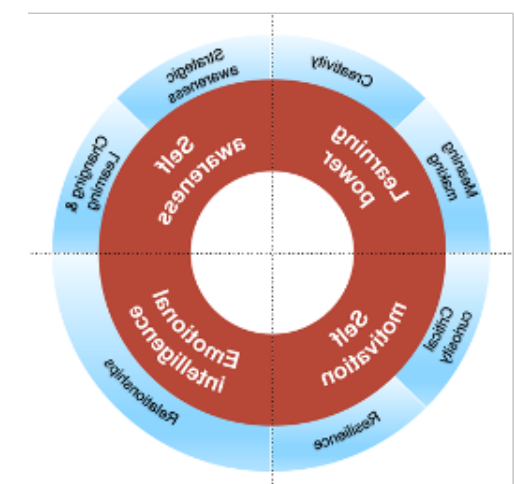 Strategic
awareness
Creativity
Changing &
Learning
Self
awareness
Learning
power
Meaning
making
Emotional
intelligence
Self
motivation
Critical
curiosity
Relationships
Resilience